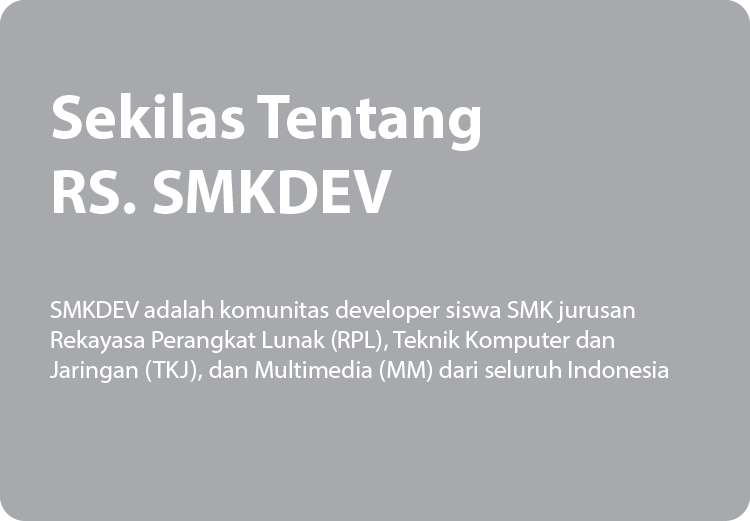 Sekilas Tentang
RS. SMKDEV
SMKDEV adalah komunitas developer siswa SMK jurusan
Rekayasa Perangkat Lunak (RPL), Teknik Komputer dan
Jaringan (TKJ), dan Multimedia (MM) dari seluruh Indonesia